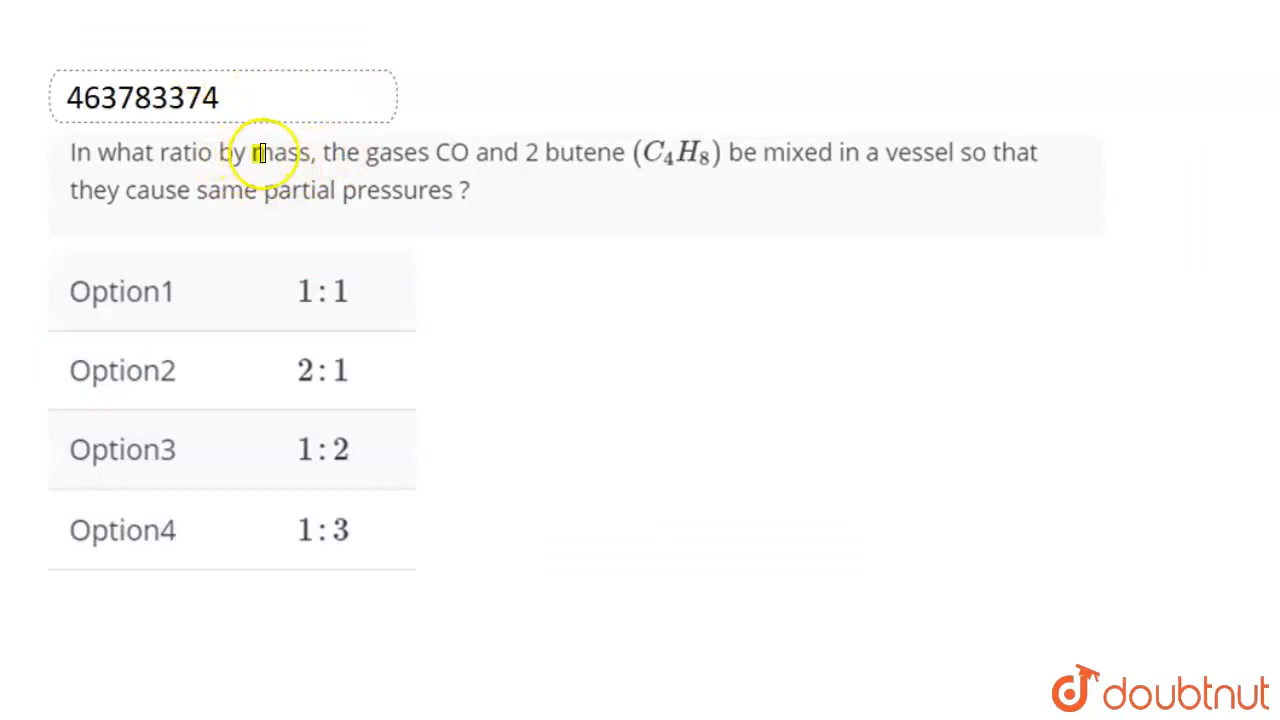 463783374
In what ratio by mass, the gases CO and 2 butene (C₄H₈) be mixed in a vessel so that
they cause same partial pressures ?
Option1 1 : 1
Option2 2 : 1
Option3 1 : 2
Option4 1 : 3
doubtnut